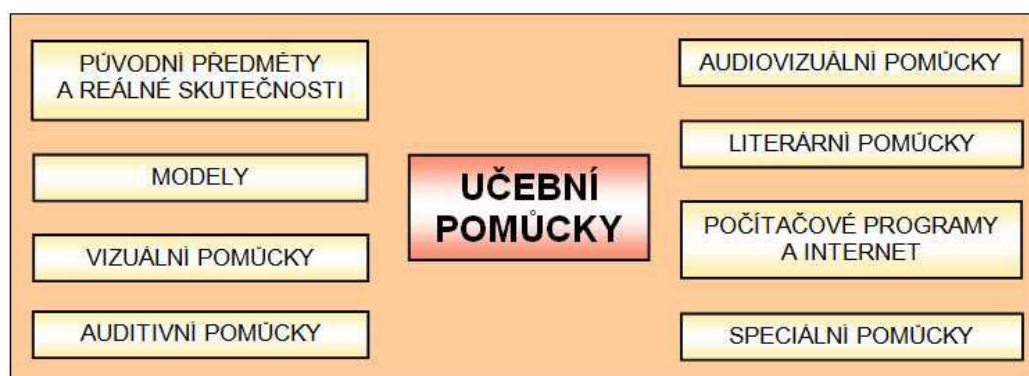 PŮVODNÍ PŘEDMĚTY
A REÁLNÉ SKUTEČNOSTI
MODELY
VIZUÁLNÍ POMŮCKY
AUDITIVNÍ POMŮCKY
UČEBNÍ
POMŮCKY
AUDIOVIZUÁLNÍ POMŮCKY
LITERÁRNÍ POMŮCKY
POČÍTAČOVÉ PROGRAMY
A INTERNET
SPECIÁLNÍ POMŮCKY